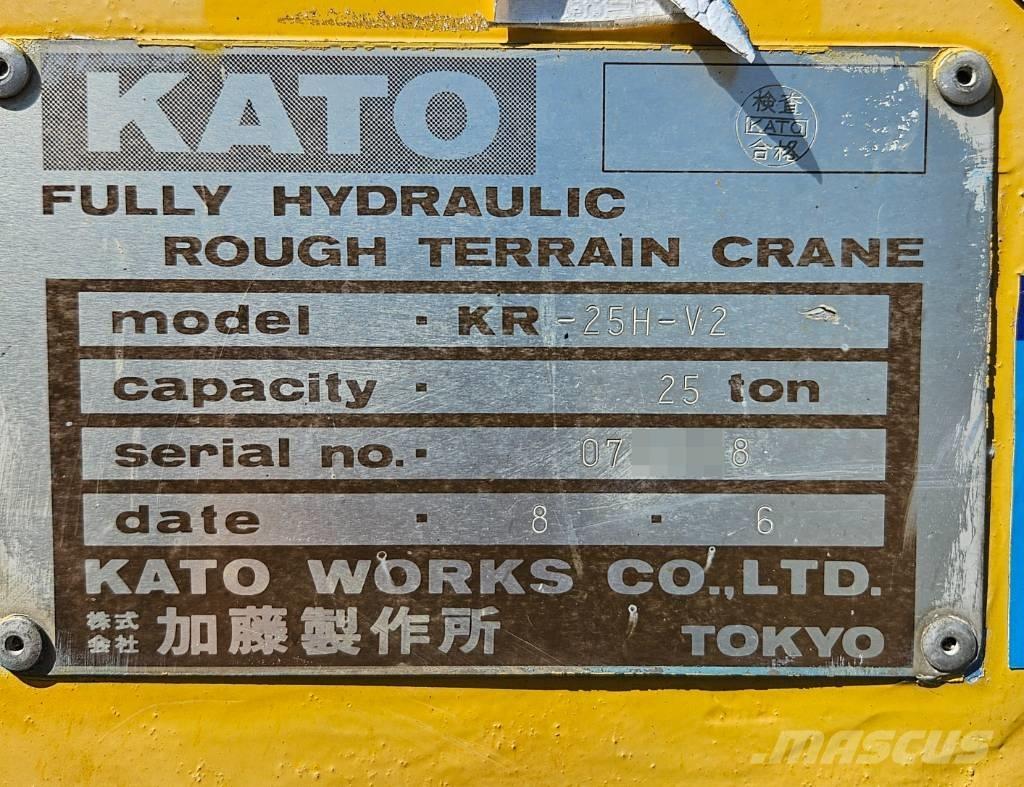 KATO
検査
KATO
合格
FULLY HYDRAULIC
ROUGH TERRAIN CRANE
model · KR -25H-V2
capacity · 25 ton
serial no. · 07 8
date · 8 · 6
KATO WORKS CO.,LTD.
株式会社 加藤製作所 TOKYO
MASCUS